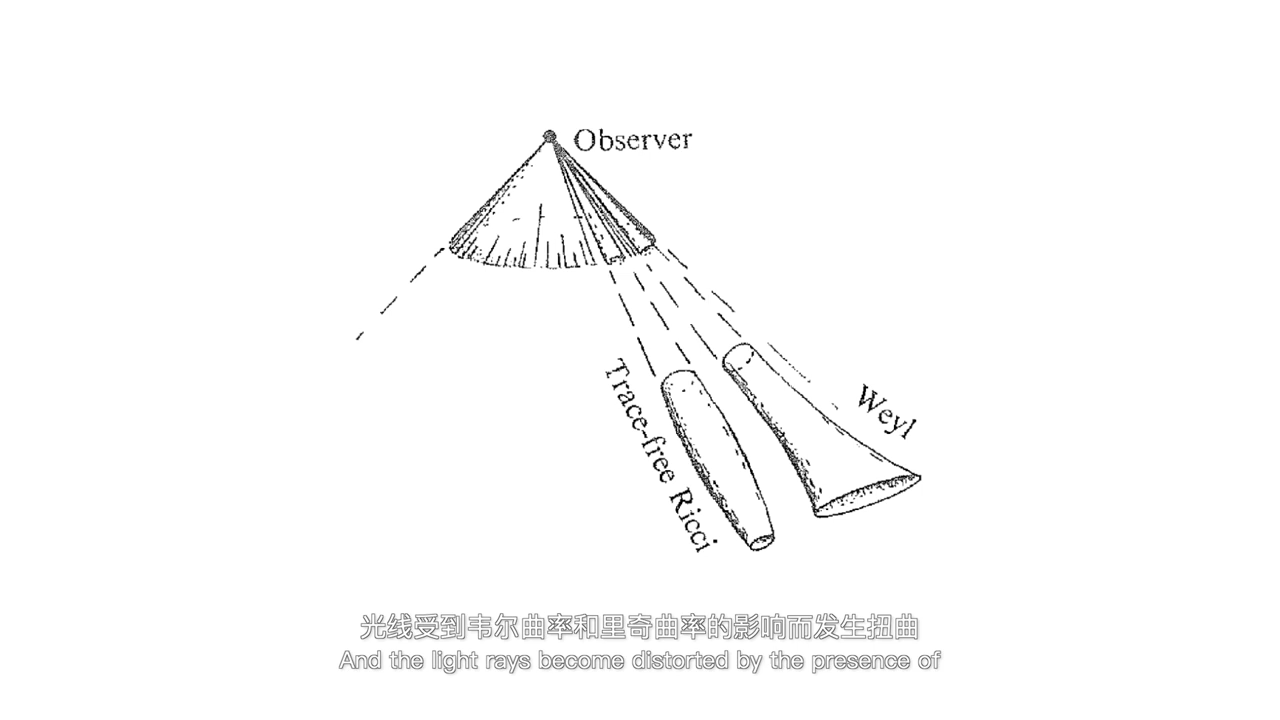 Observer
Trace-free Ricci
Weyl
光线受到韦尔曲率和里奇曲率的影响而发生扭曲
And the light rays become distorted by the presence of